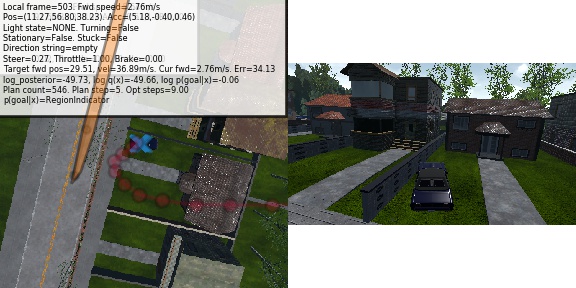 Local frame=503. Fwd speed=2.76m/s
Pos=(11.27,56.80,38.23). Acc=(5.18,-0.40,0.46)
Light state=NONE. Turning=False
Stationary=False. Stuck=False
Direction string=empty
Steer=0.27, Throttle=1.00, Brake=0.00
Target fwd pos=29.51, vel=36.89m/s. Cur fwd=2.76m/s. Err=34.13
log_posterior=-49.73, log q(x)=-49.66, log p(goal|x)=-0.06
Plan count=546. Plan step=5. Opt steps=9.00
p(goal|x)=RegionIndicator